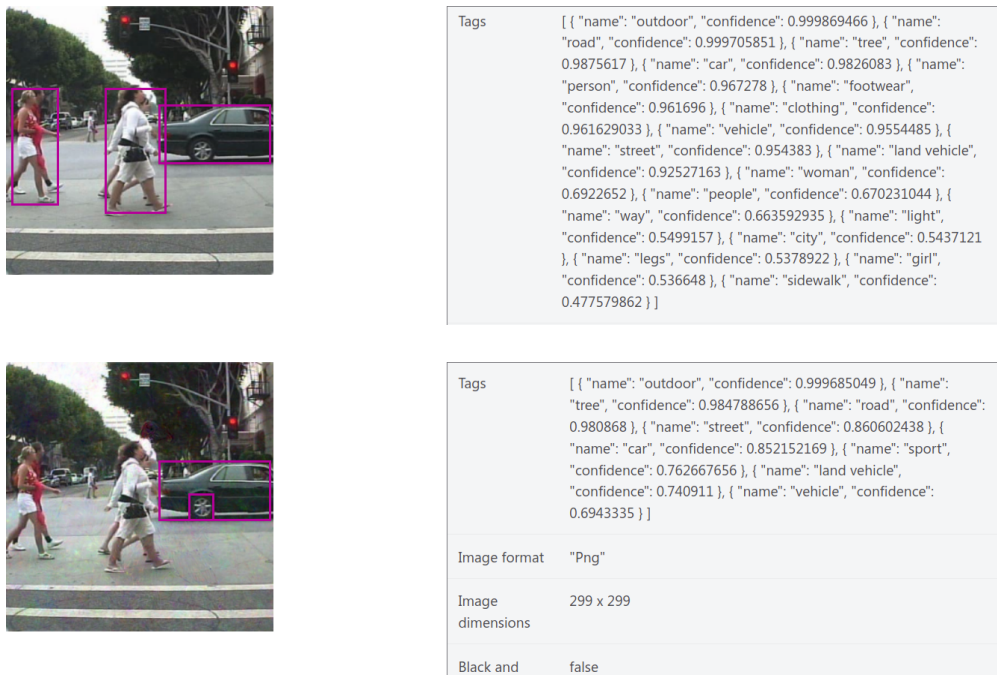 Tags
[ { "name": "outdoor", "confidence": 0.999869466 }, { "name":
"road", "confidence": 0.999705851 }, { "name": "tree", "confidence":
0.9875617 }, { "name": "car", "confidence": 0.9826083 }, { "name":
"person", "confidence": 0.967278 }, { "name": "footwear",
"confidence": 0.961696 }, { "name": "clothing", "confidence":
0.961629033 }, { "name": "vehicle", "confidence": 0.9554485 }, {
"name": "street", "confidence": 0.954383 }, { "name": "land vehicle",
"confidence": 0.92527163 }, { "name": "woman", "confidence":
0.6922652 }, { "name": "people", "confidence": 0.670231044 }, {
"name": "way", "confidence": 0.663592935 }, { "name": "light",
"confidence": 0.5499157 }, { "name": "city", "confidence": 0.5437121
}, { "name": "legs", "confidence": 0.5378922 }, { "name": "girl",
"confidence": 0.536648 }, { "name": "sidewalk", "confidence":
0.477579862 } ]
Tags
[ { "name": "outdoor", "confidence": 0.999685049 }, { "name":
"tree", "confidence": 0.984788656 }, { "name": "road", "confidence":
0.980868 }, { "name": "street", "confidence": 0.860602438 }, {
"name": "car", "confidence": 0.852152169 }, { "name": "sport",
"confidence": 0.762667656 }, { "name": "land vehicle",
"confidence": 0.740911 }, { "name": "vehicle", "confidence":
0.6943335 } ]
Image format "Png"
Image 299 x 299
dimensions
Black and false